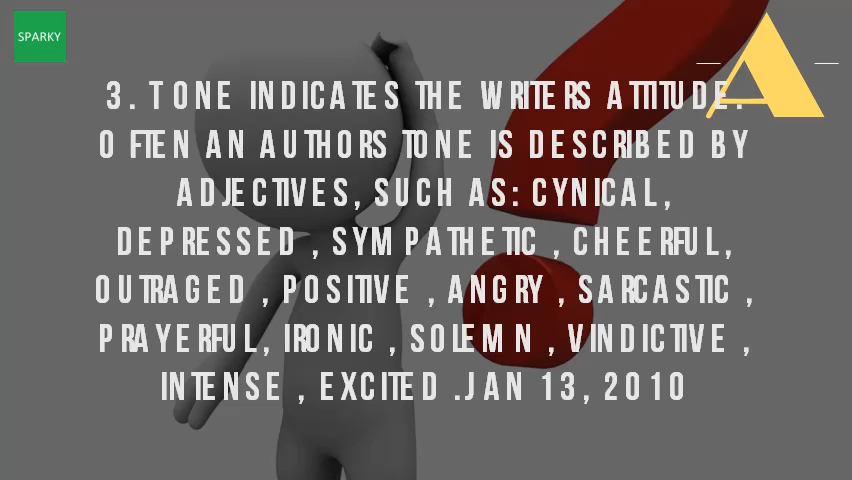 SPARKY
A
3. TONE INDICATES THE WRITERS ATTITUDE.
OFTEN AN AUTHORS TONE IS DESCRIBED BY
ADJECTIVES, SUCH AS: CYNICAL,
DEPRESSED , SYMPATHETIC , CHEERFUL,
OUTRAGED , POSITIVE , ANGRY , SARCASTIC ,
PRAYERFUL, IRONIC , SOLEMN , VINDICTIVE ,
INTENSE , EXCITED .JAN 13, 2010